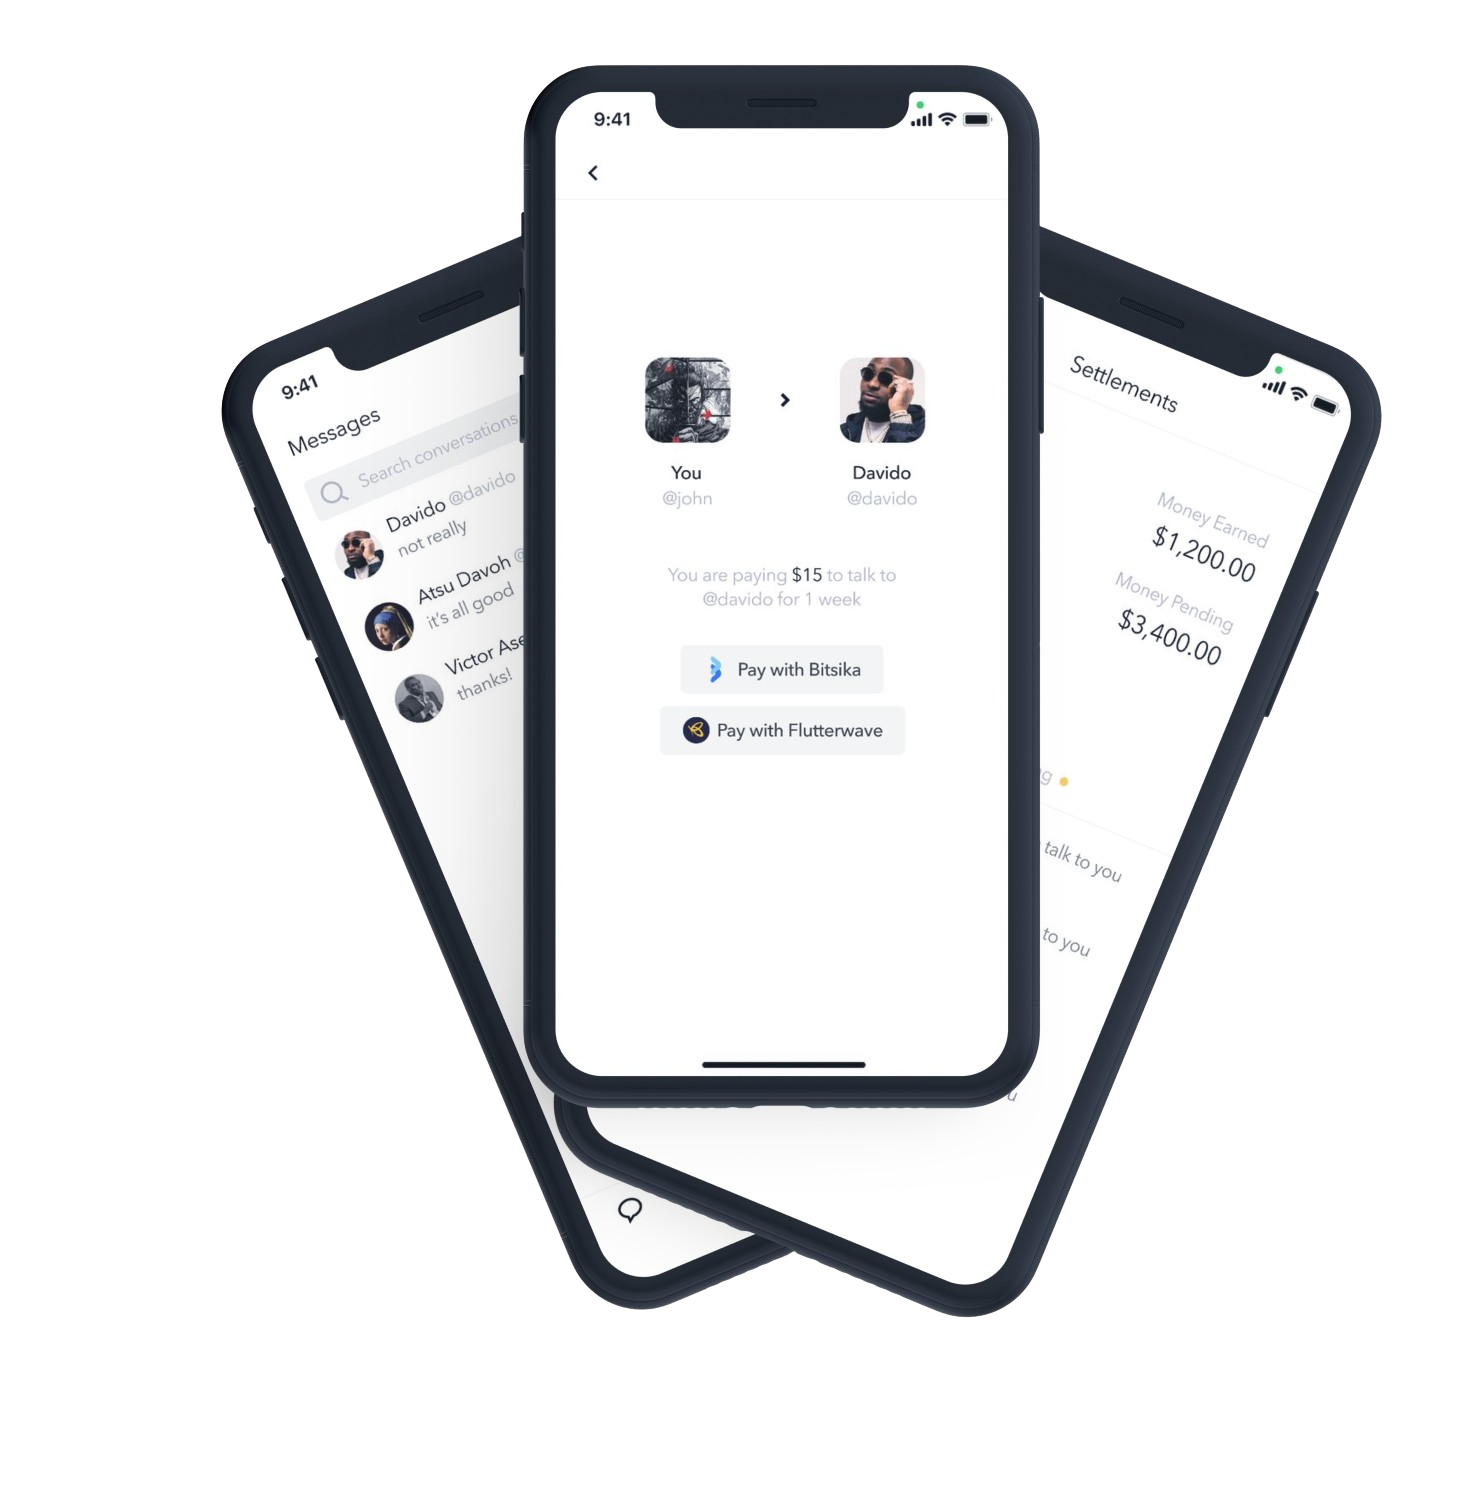 9:41
Messages
Search conversations
Davido @davido
not really
Atsu Davoh @
it's all good
Victor
thanks!
9:41
You
@john
Davido
@davido
You are paying $15 to talk to
@davido for 1 week
Pay with Bitsika
Pay with Flutterwave
Settlements
Money Earned
$1,200.00
Money Pending
$3,400.00
talk to you
to you